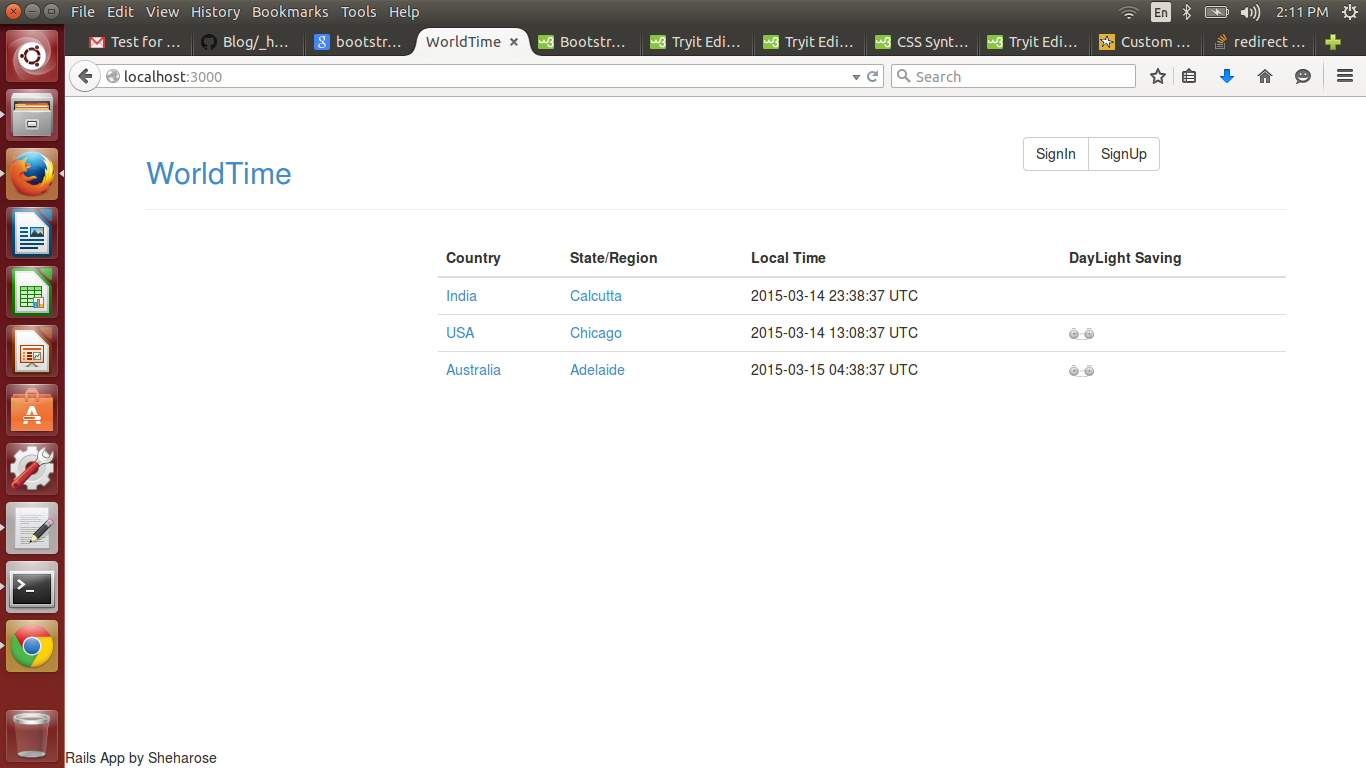 File Edit View History Bookmarks Tools Help
En
2:11 PM
Test for ...
Blog/_h...
bootstr...
WorldTime
Bootstr...
Tryit Edi...
Tryit Edi...
CSS Synt...
Tryit Edi...
Custom ...
redirect ...
localhost:3000
Search
SignIn
SignUp
WorldTime
Country State/Region Local Time DayLight Saving
India Calcutta 2015-03-14 23:38:37 UTC
USA Chicago 2015-03-14 13:08:37 UTC
Australia Adelaide 2015-03-15 04:38:37 UTC
Rails App by Sheharose